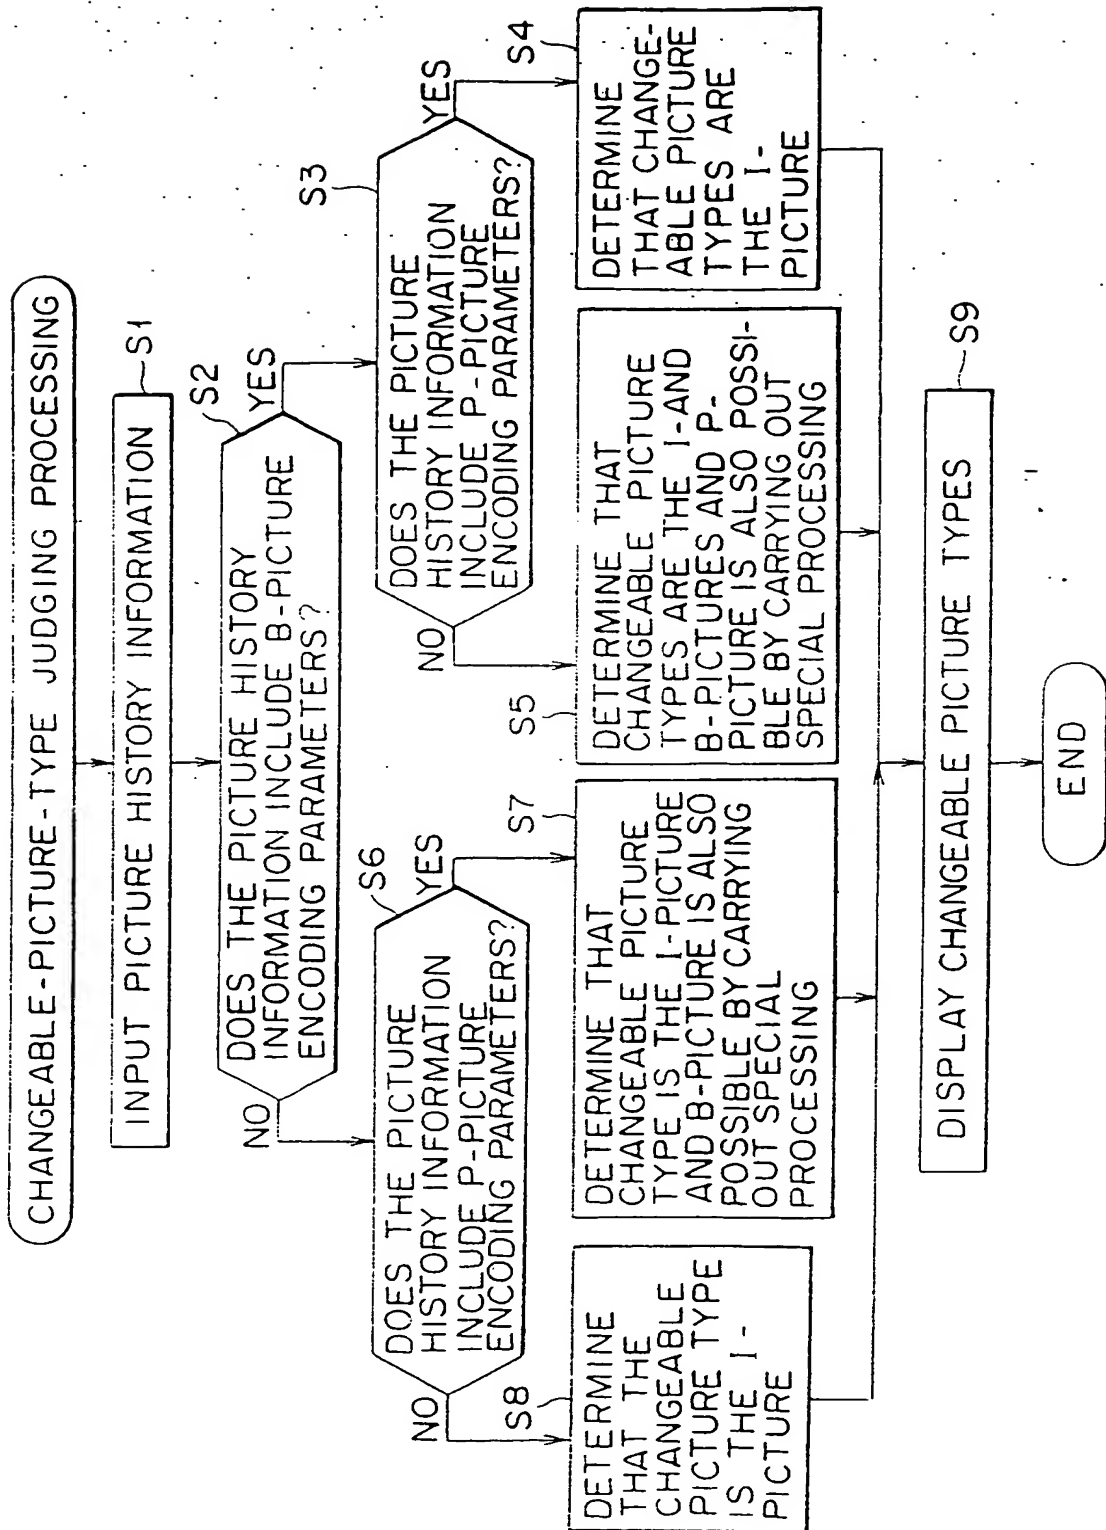 CHANGEABLE-PICTURE-TYPE JUDGING PROCESSING
INPUT PICTURE HISTORY INFORMATION
S1
DOES THE PICTURE HISTORY
INFORMATION INCLUDE B-PICTURE
ENCODING PARAMETERS?
S2
NO
YES
DOES THE PICTURE
HISTORY INFORMATION
INCLUDE P-PICTURE
ENCODING PARAMETERS?
S6
NO
YES
DOES THE PICTURE
HISTORY INFORMATION
INCLUDE P-PICTURE
ENCODING PARAMETERS?
S3
NO
YES
S8
DETERMINE
THAT THE
CHANGEABLE
PICTURE TYPE
IS THE I-
PICTURE
S7
DETERMINE THAT
CHANGEABLE PICTURE
TYPE IS THE I-PICTURE
AND B-PICTURE IS ALSO
POSSIBLE BY CARRYING
OUT SPECIAL
PROCESSING
S5
DETERMINE THAT
CHANGEABLE PICTURE
TYPES ARE THE I-AND
B-PICTURES AND P-
PICTURE IS ALSO POSSI-
BLE BY CARRYING OUT
SPECIAL PROCESSING
S4
DETERMINE
THAT CHANGE-
ABLE PICTURE
TYPES ARE
THE I-
PICTURE
DISPLAY CHANGEABLE PICTURE TYPES
S9
END